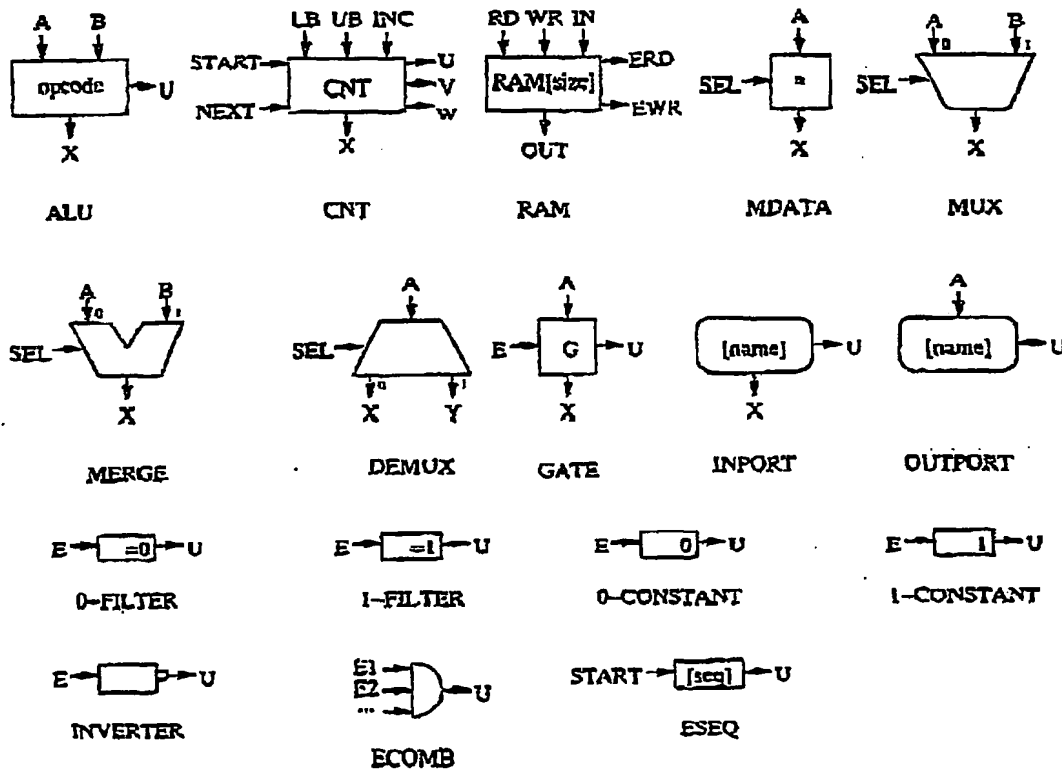 A B LB UB INC RD WR IN A A B
0 1
START U ERD
opcode U CNT V RAM[size] SEL n SEL
NEXT W EWR
X X OUT X X
ALU CNT RAM MDATA MUX
A B A A A
0 1
SEL SEL E G U [name] U [name] U
0 1
X X Y X X
MERGE DEMUX GATE INPORT OUTPORT
E =0 U E =1 U E 0 U E 1 U
0-FILTER 1-FILTER 0-CONSTANT 1-CONSTANT
E1
E U E2 U START [seq] U
...
INVERTER ECOMB ESEQ